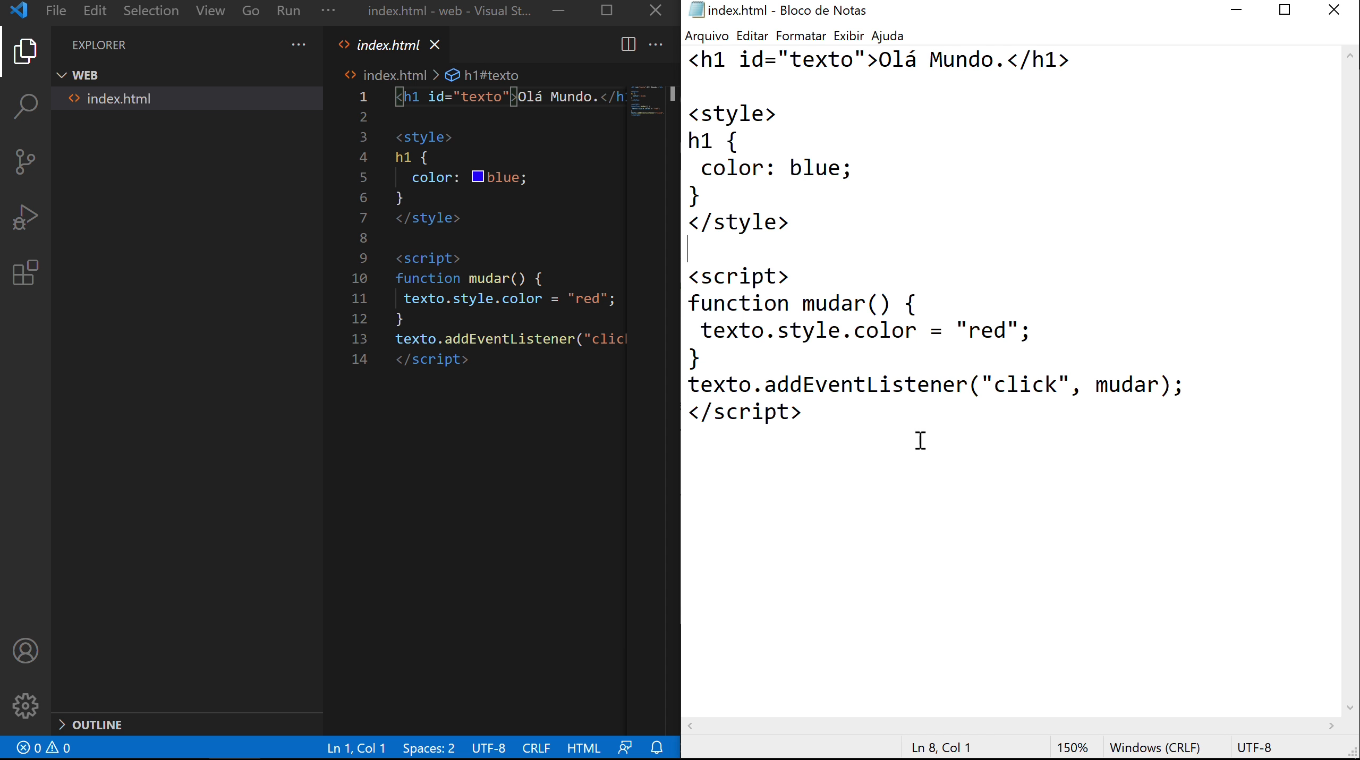 File Edit Selection View Go Run ··· index.html - web - Visual St...
EXPLORER ···
WEB
index.html
OUTLINE
index.html
index.html > h1#texto
1 <h1 id="texto">Olá Mundo.</h
2
3 <style>
4 h1 {
5 color: blue;
6 }
7 </style>
8
9 <script>
10 function mudar() {
11 texto.style.color = "red";
12 }
13 texto.addEventListener("clic
14 </script>
0 0 Ln 1, Col 1 Spaces: 2 UTF-8 CRLF HTML
index.html - Bloco de Notas
Arquivo Editar Formatar Exibir Ajuda
<h1 id="texto">Olá Mundo.</h1>
<style>
h1 {
color: blue;
}
</style>
<script>
function mudar() {
texto.style.color = "red";
}
texto.addEventListener("click", mudar);
</script>
Ln 8, Col 1 150% Windows (CRLF) UTF-8